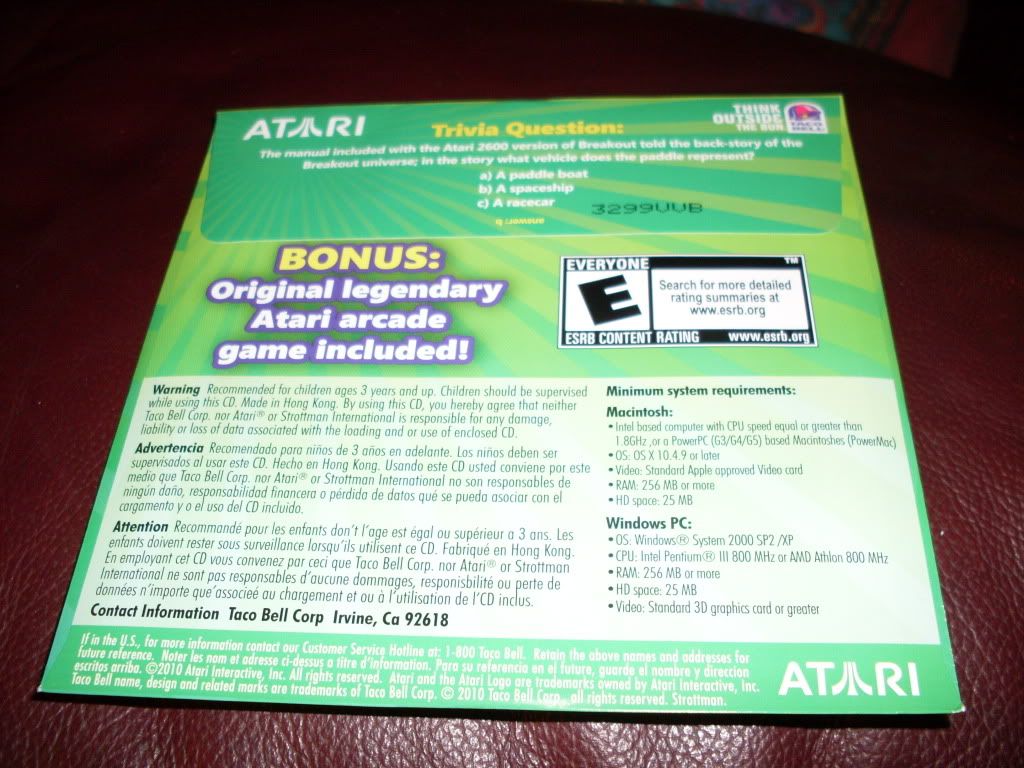 ATARI
THINK
OUTSIDE
THE BUN
TACO
BELL
Trivia Question:
The manual included with the Atari 2600 version of Breakout told the back-story of the
Breakout universe; in the story what vehicle does the paddle represent?
a) A paddle boat
b) A spaceship
c) A racecar
3299UUB
answer: b
BONUS:
Original legendary
Atari arcade
game included!
EVERYONE
TM
E
Search for more detailed
rating summaries at
www.esrb.org
ESRB CONTENT RATING www.esrb.org
Warning Recommended for children ages 3 years and up. Children should be supervised
while using this CD. Made in Hong Kong. By using this CD, you hereby agree that neither
Taco Bell Corp. nor Atari® or Strottman International is responsible for any damage,
liability or loss of data associated with the loading and or use of enclosed CD.
Advertencia Recomendado para niños de 3 años en adelante. Los niños deben ser
supervisados al usar este CD. Hecho en Hong Kong. Usando este CD usted conviene por este
medio que Taco Bell Corp. nor Atari® o Strottman International no son responsables de
ningún daño, responsabilidad financera o pérdida de datos qué se pueda asociar con el
cargamento y o el uso del CD incluido.
Attention Recommandé pour les enfants don't l'age est égal ou supérieur a 3 ans. Les
enfants doivent rester sous surveillance lorsqu'ils utilisent ce CD. Fabriqué en Hong Kong.
En employant cet CD vous convenez par ceci que Taco Bell Corp. nor Atari® or Strottman
International ne sont pas responsables d'aucune dommages, responsibilité ou perte de
données n'importe que'associeé au chargement et ou à l'utilisation de l'CD inclus.
Contact Information Taco Bell Corp Irvine, Ca 92618
Minimum system requirements:
Macintosh:
• Intel based computer with CPU speed equal or greater than
1.8GHz ,or a PowerPC (G3/G4/G5) based Macintoshes (PowerMac)
• OS: OS X 10.4.9 or later
• Video: Standard Apple approved Video card
• RAM: 256 MB or more
• HD space: 25 MB
Windows PC:
• OS: Windows® System 2000 SP2 /XP
• CPU: Intel Pentium® III 800 MHz or AMD Athlon 800 MHz
• RAM: 256 MB or more
• HD space: 25 MB
• Video: Standard 3D graphics card or greater
If in the U.S., for more information contact our Customer Service Hotline at: 1-800 Taco Bell. Retain the above names and addresses for
future reference. Noter les nom et adresse ci-dessus a titre d'information. Para su referencia en el future, guarde el nombre y direccion
escritos arriba. ©2010 Atari Interactive, Inc. All rights reserved. Atari and the Atari Logo are trademarks owned by Atari Interactive, Inc.
Taco Bell name, design and related marks are trademarks of Taco Bell Corp. © 2010 Taco Bell Corp. all rights reserved. Strottman.
ATARI